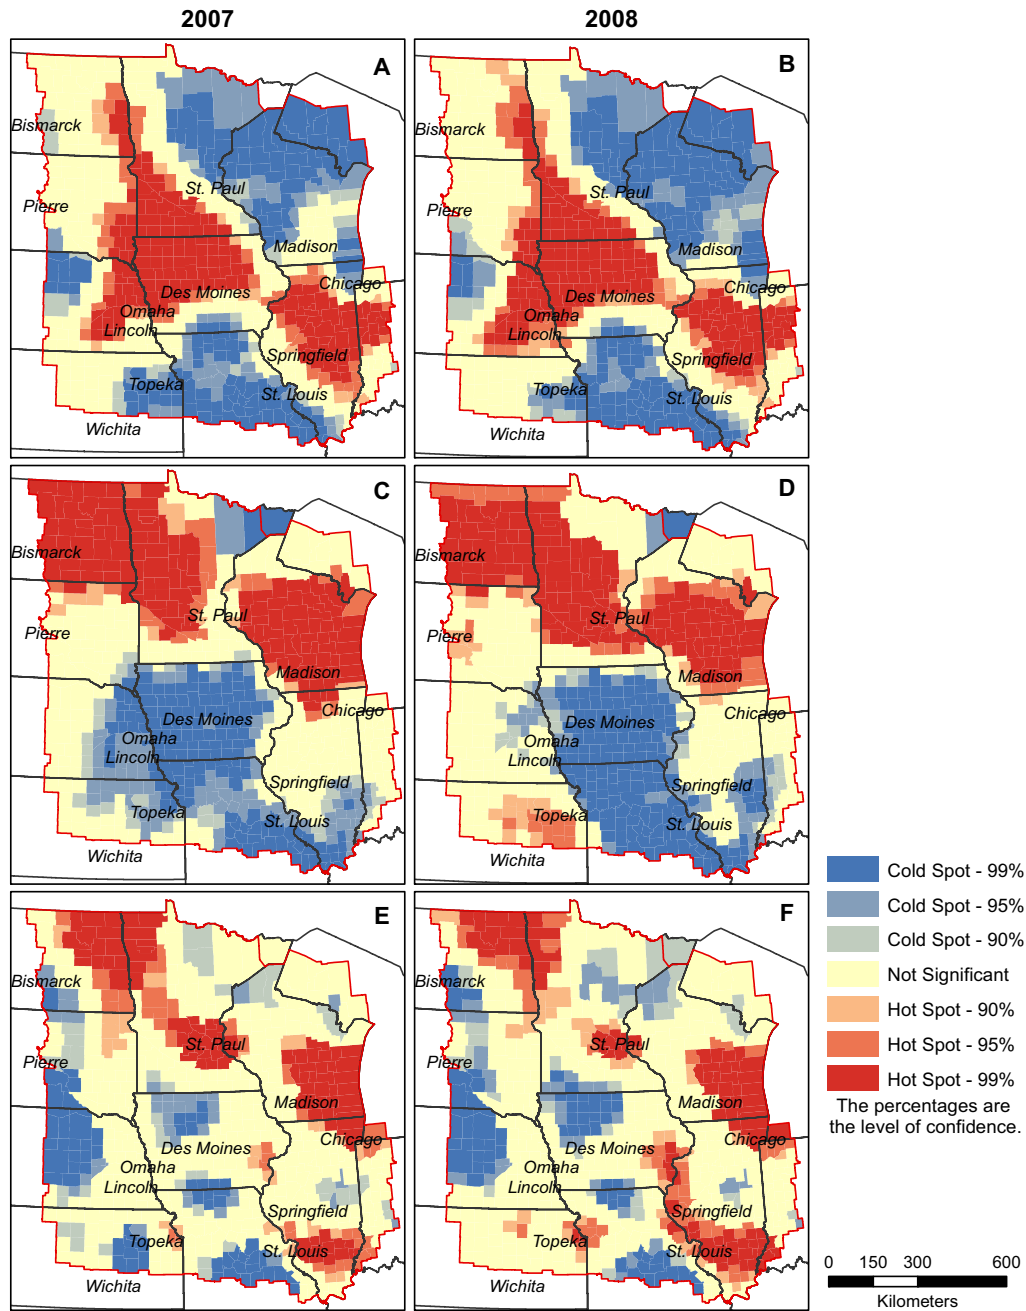 2007
2008
A
Bismarck
St. Paul
Pierre
Madison
Chicago
Des Moines
Omaha
Lincoln
Springfield
Topeka
St. Louis
Wichita
B
Bismarck
St. Paul
Pierre
Madison
Chicago
Des Moines
Omaha
Lincoln
Springfield
Topeka
St. Louis
Wichita
C
Bismarck
St. Paul
Pierre
Madison
Chicago
Des Moines
Omaha
Lincoln
Springfield
Topeka
St. Louis
Wichita
D
Bismarck
St. Paul
Pierre
Madison
Chicago
Des Moines
Omaha
Lincoln
Springfield
Topeka
St. Louis
Wichita
E
Bismarck
St. Paul
Pierre
Madison
Chicago
Des Moines
Omaha
Lincoln
Springfield
Topeka
St. Louis
Wichita
F
Bismarck
St. Paul
Pierre
Madison
Chicago
Des Moines
Omaha
Lincoln
Springfield
Topeka
St. Louis
Wichita
Cold Spot - 99%
Cold Spot - 95%
Cold Spot - 90%
Not Significant
Hot Spot - 90%
Hot Spot - 95%
Hot Spot - 99%
The percentages are
the level of confidence.
0 150 300 600
Kilometers